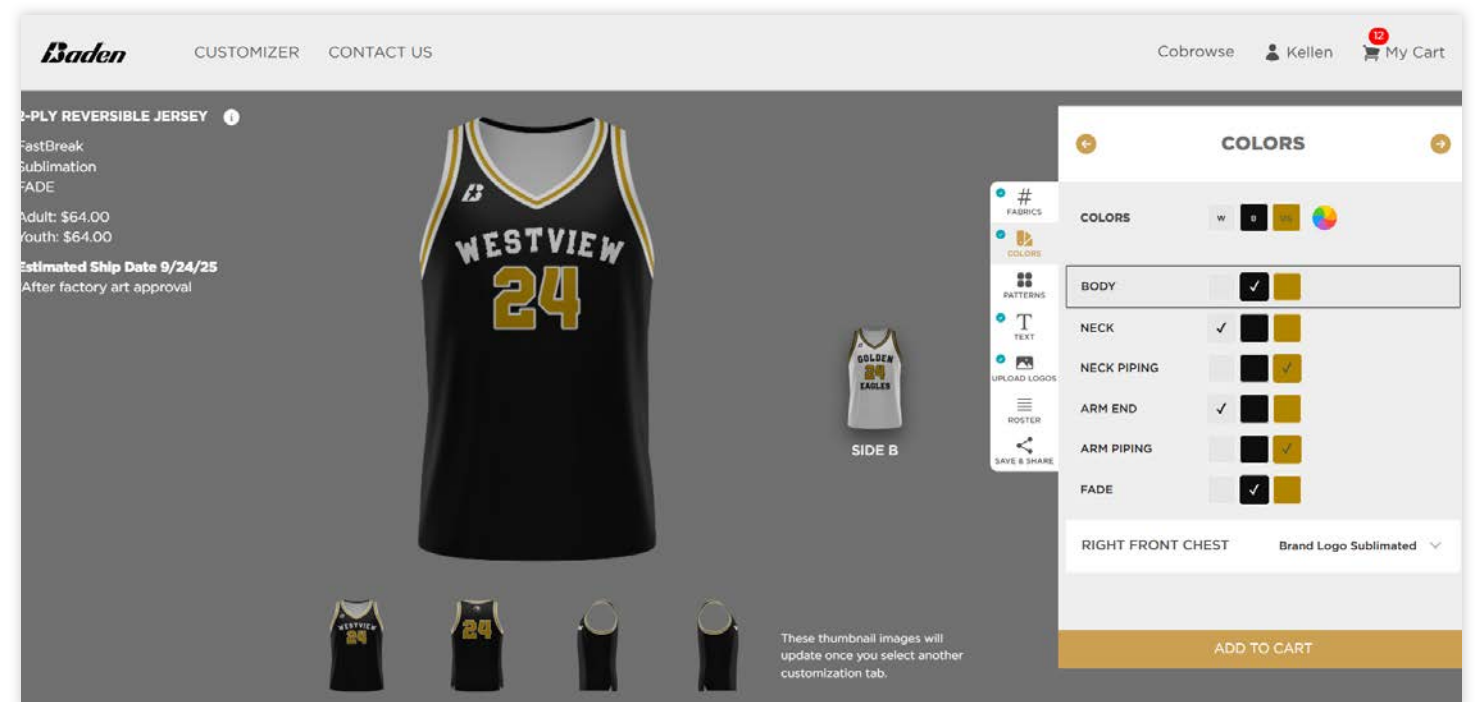 Baden
CUSTOMIZER CONTACT US
Cobrowse Kellen 12 My Cart
2-PLY REVERSIBLE JERSEY i
FastBreak
Sublimation
FADE
Adult: $64.00
Youth: $64.00
Estimated Ship Date 9/24/25
After factory art approval
B
WESTVIEW
24
GOLDEN
24
EAGLES
SIDE B
WESTVIEW
24
24
These thumbnail images will
update once you select another
customization tab.
#
FABRICS
COLORS
PATTERNS
T
TEXT
UPLOAD LOGOS
ROSTER
SAVE & SHARE
COLORS
COLORS W B VG
BODY
NECK
NECK PIPING
ARM END
ARM PIPING
FADE
RIGHT FRONT CHEST Brand Logo Sublimated
ADD TO CART